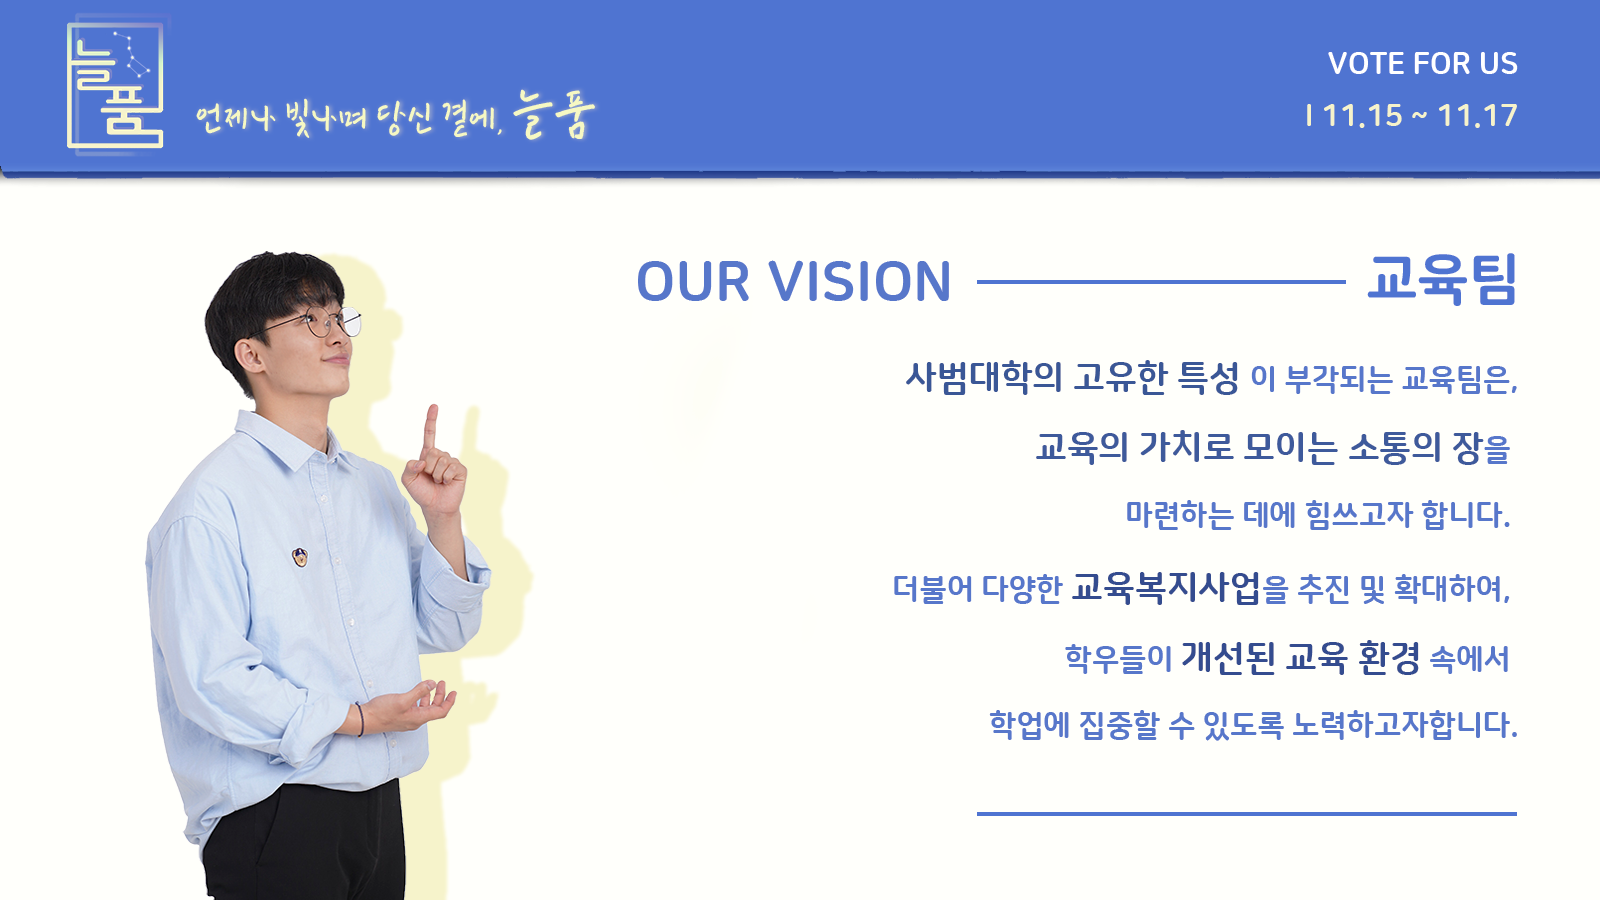 늘품
언제나 빛나며 당신 곁에, 늘품
VOTE FOR US
I 11.15 ~ 11.17
OUR VISION 교육팀
사범대학의 고유한 특성 이 부각되는 교육팀은,
교육의 가치로 모이는 소통의 장을
마련하는 데에 힘쓰고자 합니다.
더불어 다양한 교육복지사업을 추진 및 확대하여,
학우들이 개선된 교육 환경 속에서
학업에 집중할 수 있도록 노력하고자합니다.